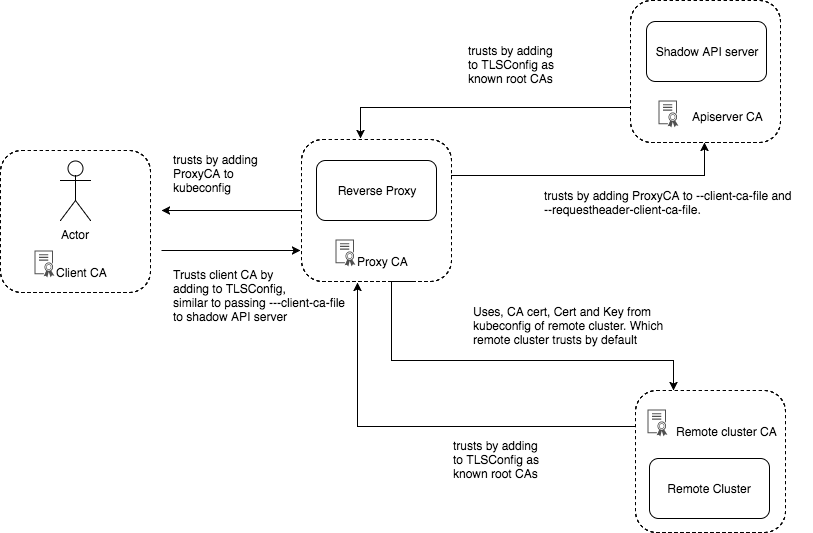 Shadow API server
Apiserver CA
trusts by adding
to TLSConfig as
known root CAs
trusts by adding
ProxyCA to
kubeconfig
Reverse Proxy
Proxy CA
trusts by adding ProxyCA to --client-ca-file and
--requestheader-client-ca-file.
Actor
Client CA
Trusts client CA by
adding to TLSConfig,
similar to passing ---client-ca-file
to shadow API server
Uses, CA cert, Cert and Key from
kubeconfig of remote cluster. Which
remote cluster trusts by default
Remote cluster CA
Remote Cluster
trusts by adding
to TLSConfig as
known root CAs